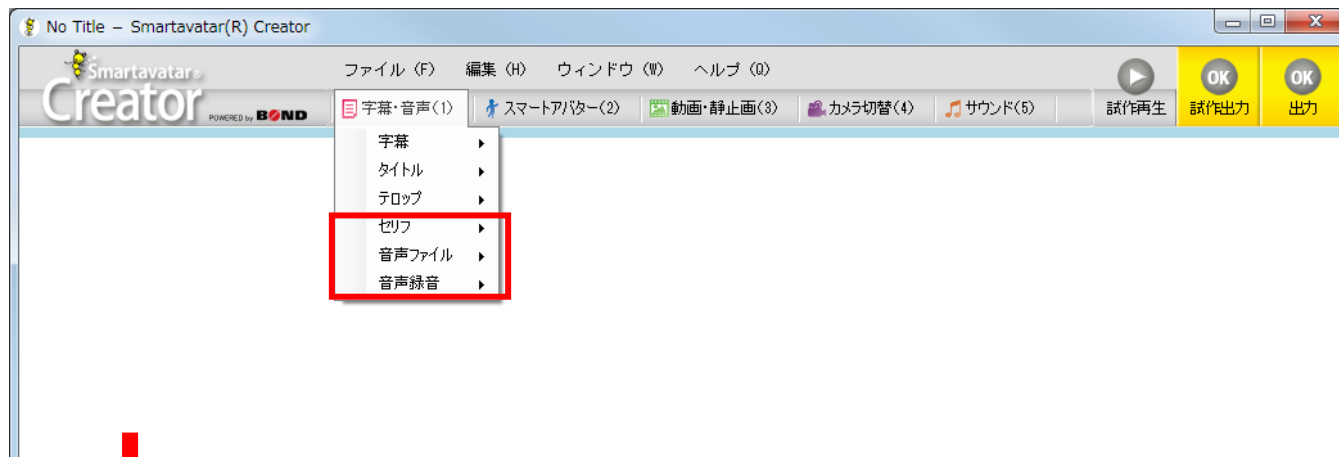 No Title – Smartavatar(R) Creator
Smartavatar®
Creator POWERED by BOND
ファイル (F) 編集 (H) ウィンドウ (W) ヘルプ (Q)
字幕・音声(1) スマートアバター(2) 動画・静止画(3) カメラ切替(4) サウンド(5)
試作再生
OK
試作出力
OK
出力
字幕
タイトル
テロップ
セリフ
音声ファイル
音声録音